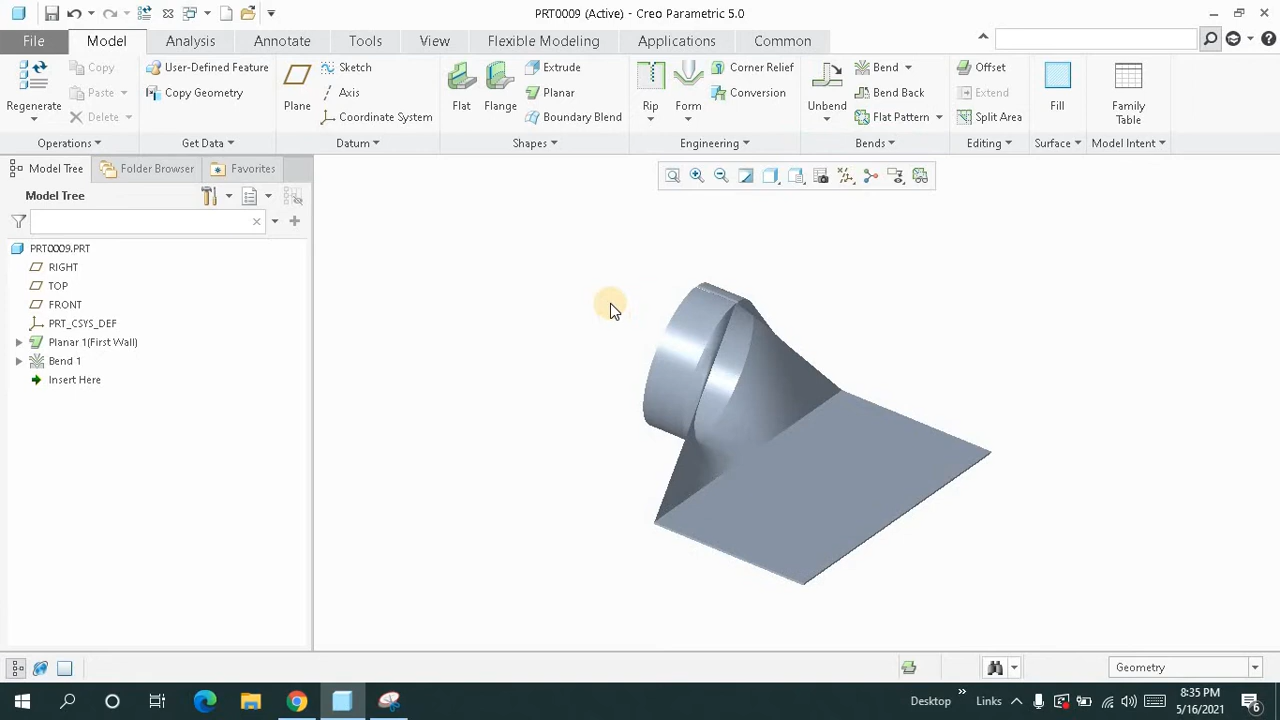 PRT0009 (Active) - Creo Parametric 5.0
File Model Analysis Annotate Tools View Flexible Modeling Applications Common
Regenerate
Copy
Paste
Delete
Operations
User-Defined Feature
Copy Geometry
Get Data
Plane
Sketch
Axis
Coordinate System
Datum
Flat
Flange
Extrude
Planar
Boundary Blend
Shapes
Rip
Form
Corner Relief
Conversion
Engineering
Unbend
Bend
Bend Back
Flat Pattern
Bends
Offset
Extend
Split Area
Editing
Fill
Surface
Family
Table
Model Intent
Model Tree Folder Browser Favorites
Model Tree
PRT0009.PRT
RIGHT
TOP
FRONT
PRT_CSYS_DEF
Planar 1(First Wall)
Bend 1
Insert Here
Geometry
Desktop
Links
8:35 PM
5/16/2021
6